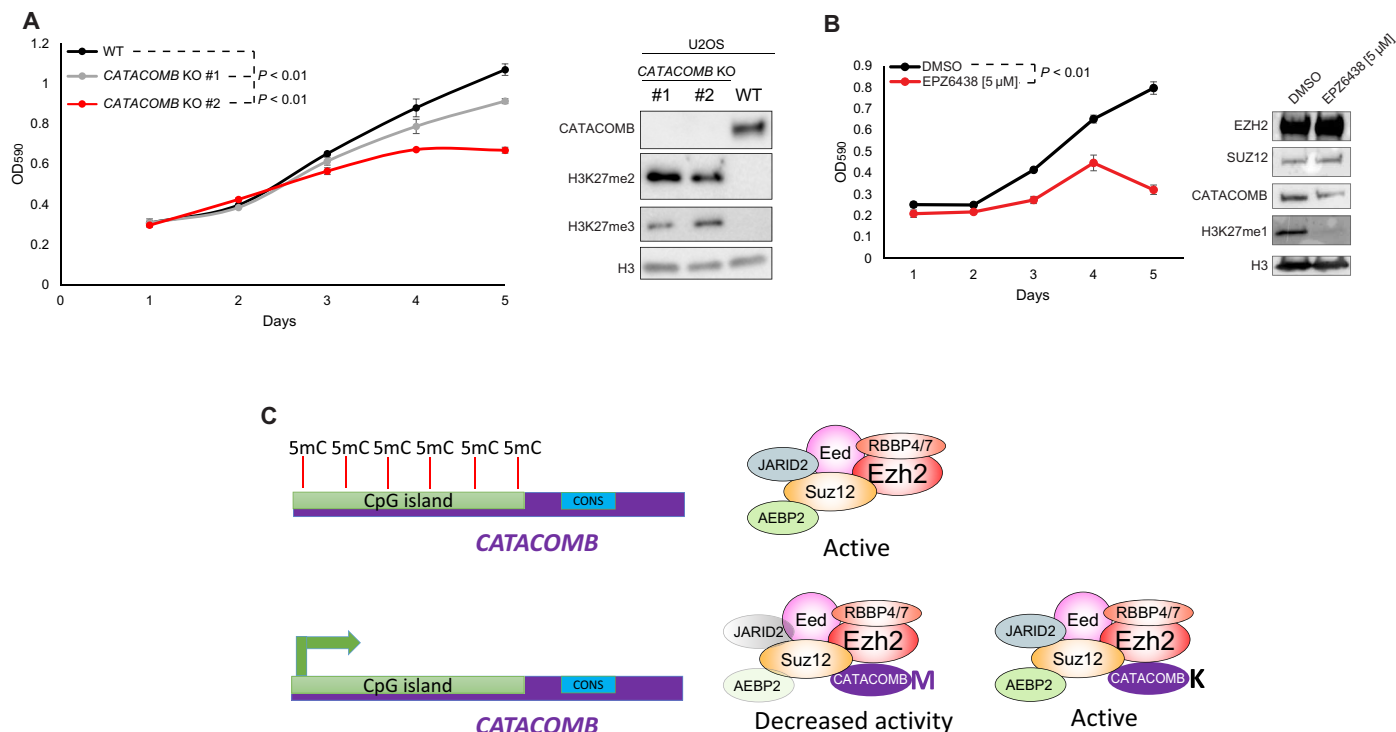 A
1.2
1
0.8
0.6
0.4
0.2
0
OD590
0
1
2
3
4
5
Days
WT
CATACOMB KO #1
P < 0.01
CATACOMB KO #2
P < 0.01
U2OS
CATACOMB KO
#1
#2
WT
CATACOMB
H3K27me2
H3K27me3
H3
B
0.9
0.8
0.7
0.6
0.5
0.4
0.3
0.2
0.1
0
OD590
1
2
3
4
5
Days
DMSO
EPZ6438 [5 µM]
P < 0.01
DMSO
EPZ6438 [5 µM]
EZH2
SUZ12
CATACOMB
H3K27me1
H3
C
5mC 5mC 5mC 5mC 5mC 5mC
CpG island
CONS
CATACOMB
JARID2
Eed
RBBP4/7
Ezh2
Suz12
AEBP2
Active
CpG island
CONS
CATACOMB
JARID2
Eed
RBBP4/7
Ezh2
Suz12
AEBP2
CATACOMB M
Decreased activity
JARID2
Eed
RBBP4/7
Ezh2
Suz12
AEBP2
CATACOMB K
Active